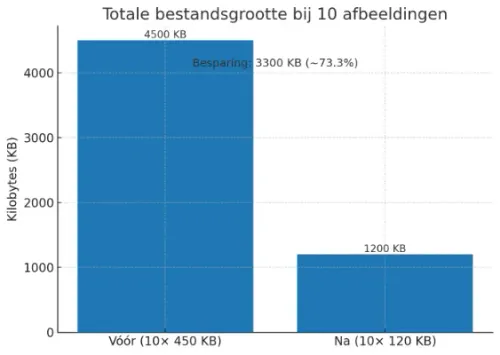 Totale bestandsgrootte bij 10 afbeeldingen
4500 KB
Besparing: 3300 KB (~73.3%)
4000
3000
2000
1000
0
Kilobytes (KB)
1200 KB
Vóór (10× 450 KB)
Na (10× 120 KB)